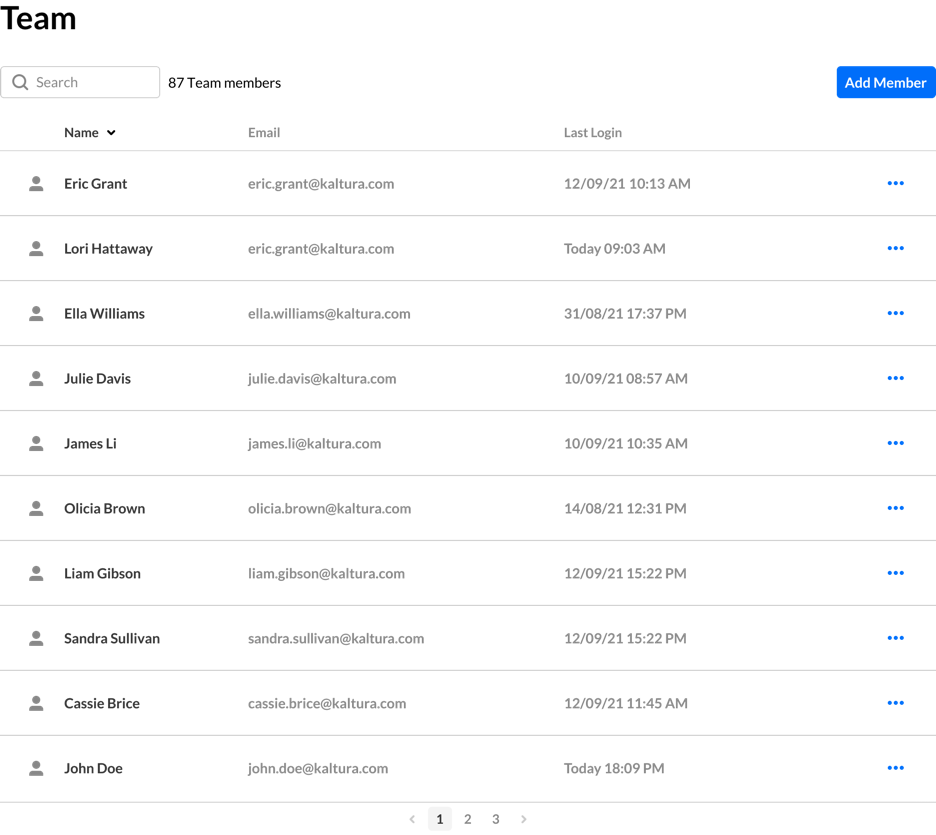 Team
Search 87 Team members Add Member
Name Email Last Login
Eric Grant eric.grant@kaltura.com 12/09/21 10:13 AM
Lori Hattaway eric.grant@kaltura.com Today 09:03 AM
Ella Williams ella.williams@kaltura.com 31/08/21 17:37 PM
Julie Davis julie.davis@kaltura.com 10/09/21 08:57 AM
James Li james.li@kaltura.com 10/09/21 10:35 AM
Olicia Brown olicia.brown@kaltura.com 14/08/21 12:31 PM
Liam Gibson liam.gibson@kaltura.com 12/09/21 15:22 PM
Sandra Sullivan sandra.sullivan@kaltura.com 12/09/21 15:22 PM
Cassie Brice cassie.brice@kaltura.com 12/09/21 11:45 AM
John Doe john.doe@kaltura.com Today 18:09 PM
1 2 3